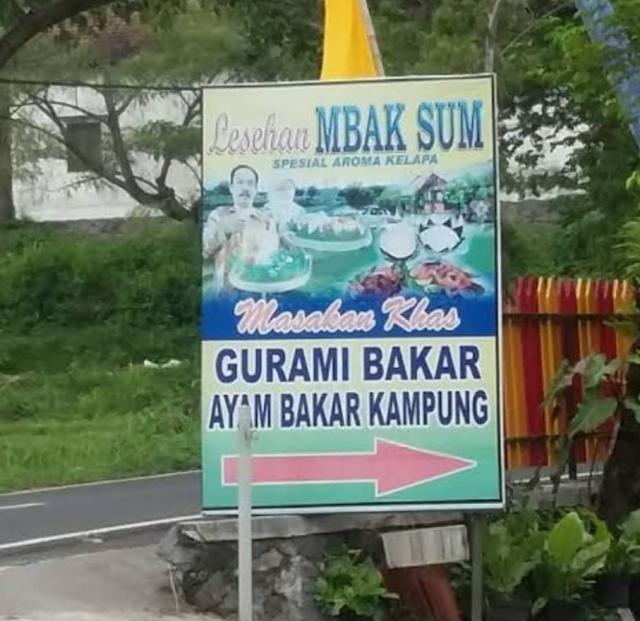 Lesehan MBAK SUM
SPESIAL AROMA KELAPA
Masakan Khas
GURAMI BAKAR
AYAM BAKAR KAMPUNG